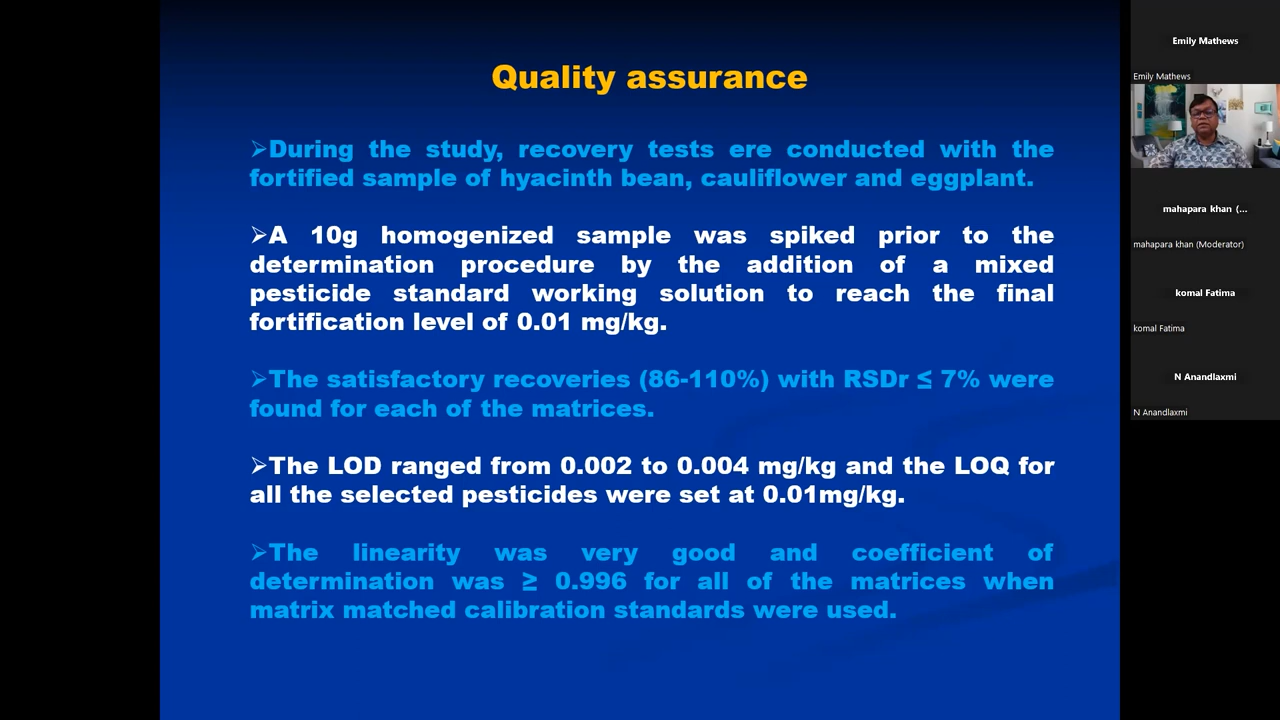 Quality assurance
➢During the study, recovery tests ere conducted with the
fortified sample of hyacinth bean, cauliflower and eggplant.
➢A 10g homogenized sample was spiked prior to the
determination procedure by the addition of a mixed
pesticide standard working solution to reach the final
fortification level of 0.01 mg/kg.
➢The satisfactory recoveries (86-110%) with RSDr ≤ 7% were
found for each of the matrices.
➢The LOD ranged from 0.002 to 0.004 mg/kg and the LOQ for
all the selected pesticides were set at 0.01mg/kg.
➢The linearity was very good and coefficient of
determination was ≥ 0.996 for all of the matrices when
matrix matched calibration standards were used.
Emily Mathews
Emily Mathews
mahapara khan (...
mahapara khan (Moderator)
komal Fatima
komal Fatima
N Anandlaxmi
N Anandlaxmi